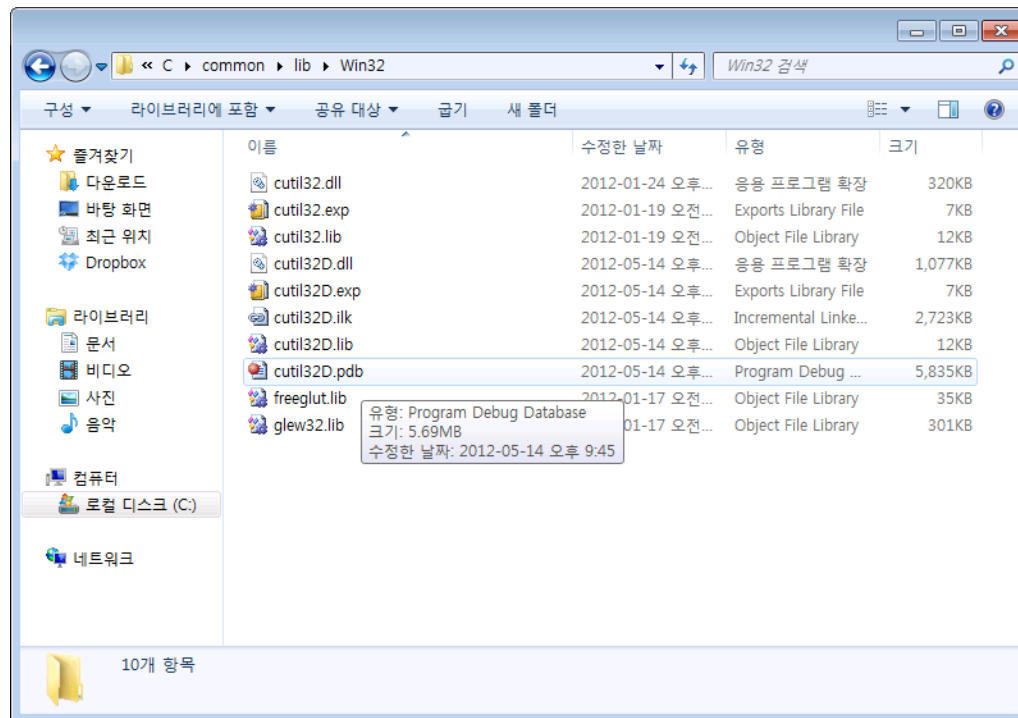 « C ▸ common ▸ lib ▸ Win32
Win32 검색
구성 ▼ 라이브러리에 포함 ▼ 공유 대상 ▼ 굽기 새 폴더
즐겨찾기
다운로드
바탕 화면
최근 위치
Dropbox
라이브러리
문서
비디오
사진
음악
컴퓨터
로컬 디스크 (C:)
네트워크
이름 수정한 날짜 유형 크기
cutil32.dll 2012-01-24 오후... 응용 프로그램 확장 320KB
cutil32.exp 2012-01-19 오전... Exports Library File 7KB
cutil32.lib 2012-01-19 오전... Object File Library 12KB
cutil32D.dll 2012-05-14 오후... 응용 프로그램 확장 1,077KB
cutil32D.exp 2012-05-14 오후... Exports Library File 7KB
cutil32D.ilk 2012-05-14 오후... Incremental Linke... 2,723KB
cutil32D.lib 2012-05-14 오후... Object File Library 12KB
cutil32D.pdb 2012-05-14 오후... Program Debug ... 5,835KB
freeglut.lib 2012-01-17 오전... Object File Library 35KB
glew32.lib 01-17 오전... Object File Library 301KB
유형: Program Debug Database
크기: 5.69MB
수정한 날짜: 2012-05-14 오후 9:45
10개 항목